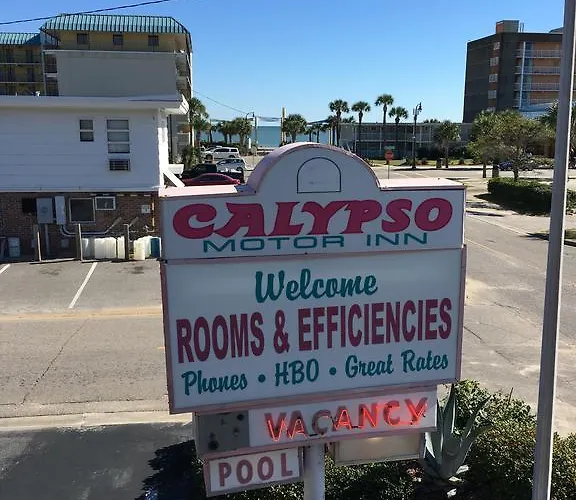 CALYPSO
MOTOR INN
Welcome
ROOMS & EFFICIENCIES
Phones • HBO • Great Rates
VACANCY
POOL